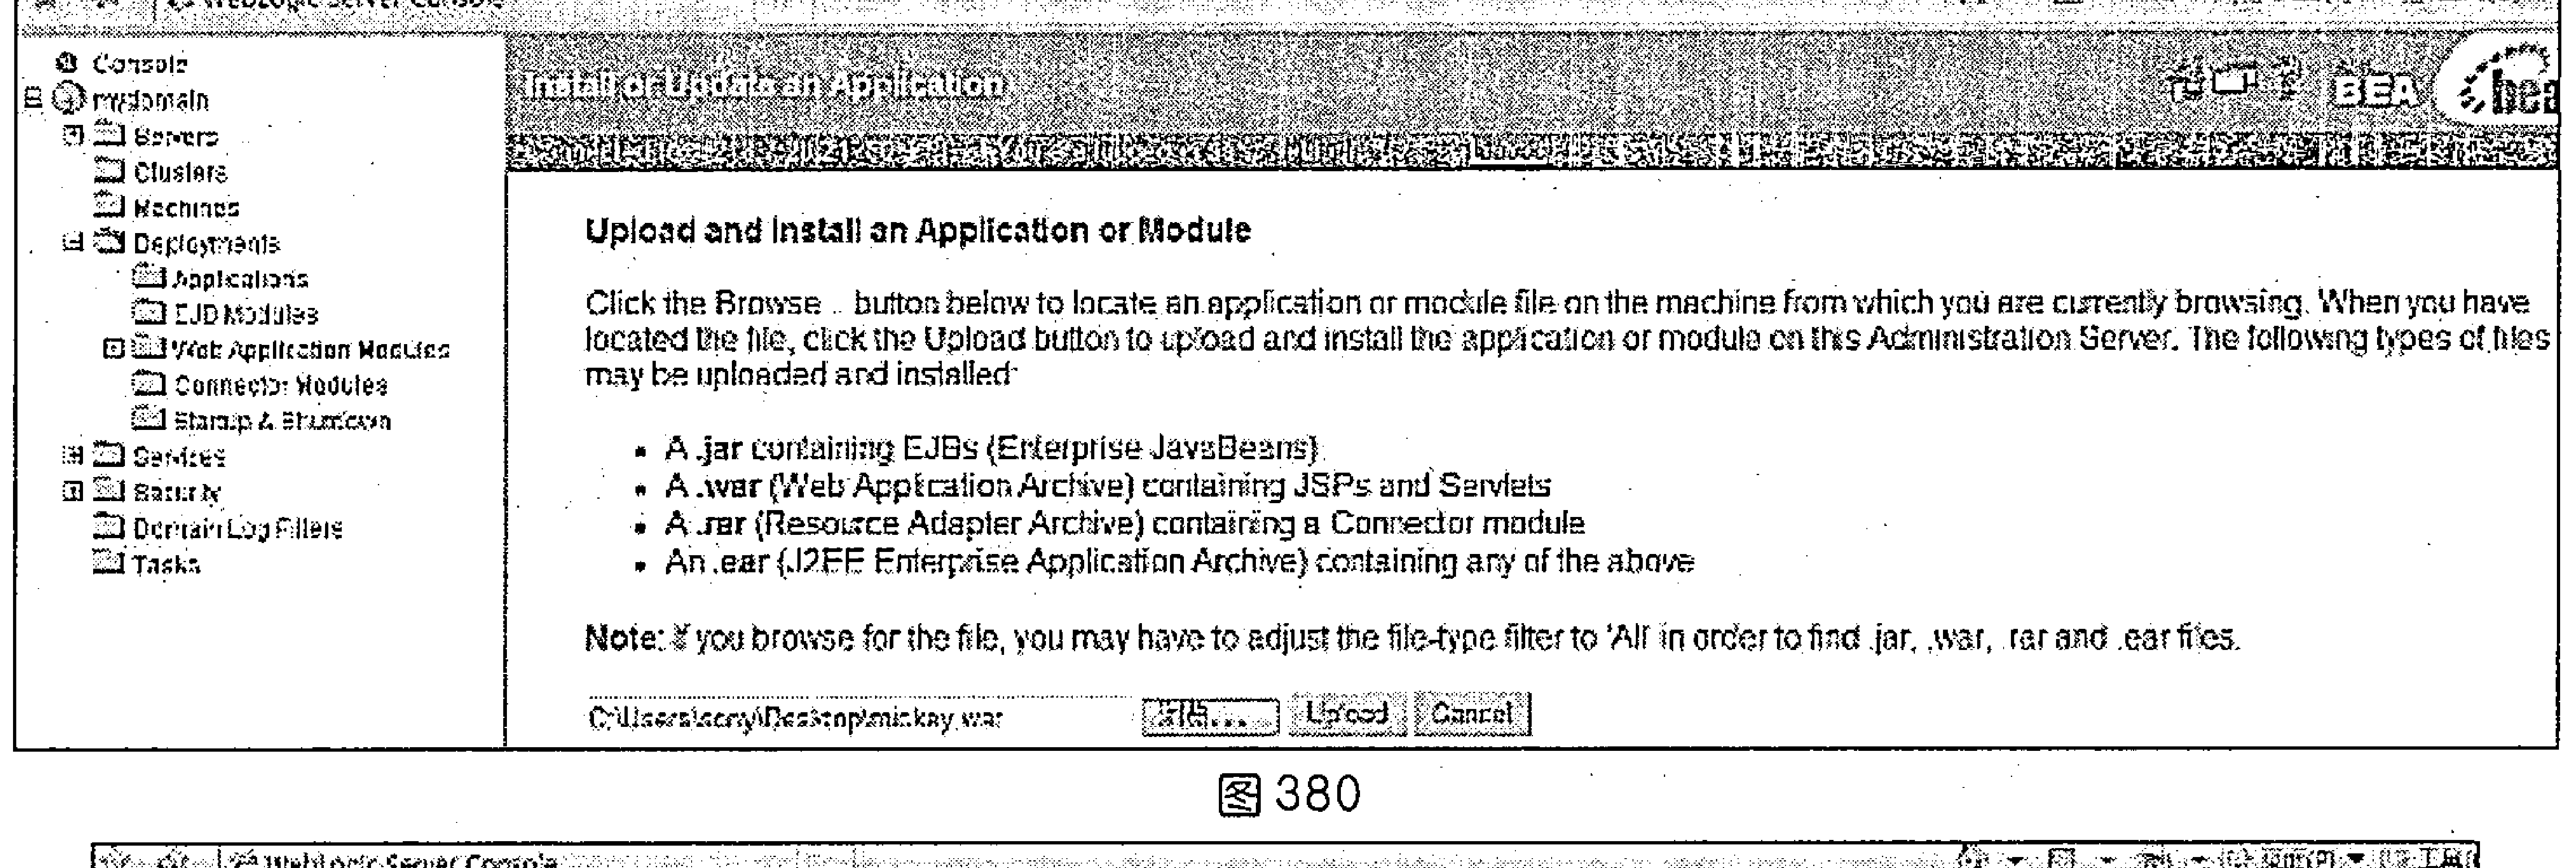 WebLogic Server Console
Console
mydomain
Servers
Clusters
Machines
Deployments
Applications
EJB Modules
Web Application Modules
Connector Modules
Startup & Shutdown
Services
Security
Domain Log Filters
Tasks
Install or Update an Application
BEA
bea
Upload and Install an Application or Module
Click the Browse... button below to locate an application or module file on the machine from which you are currently browsing. When you have
located the file, click the Upload button to upload and install the application or module on this Administration Server. The following types of files
may be uploaded and installed:
• A .jar containing EJBs (Enterprise JavaBeans)
• A .war (Web Application Archive) containing JSPs and Servlets
• A .rar (Resource Adapter Archive) containing a Connector module
• An .ear (J2EE Enterprise Application Archive) containing any of the above
Note: If you browse for the file, you may have to adjust the file-type filter to 'All' in order to find .jar, .war, .rar and .ear files.
Upload Cancel
图 380
WebLogic Server Console